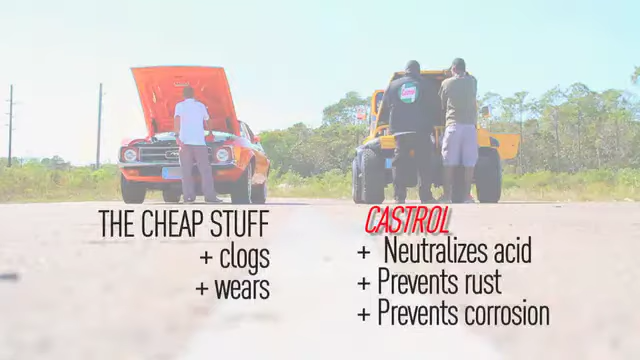 THE CHEAP STUFF
+ clogs
+ wears
CASTROL
+ Neutralizes acid
+ Prevents rust
+ Prevents corrosion